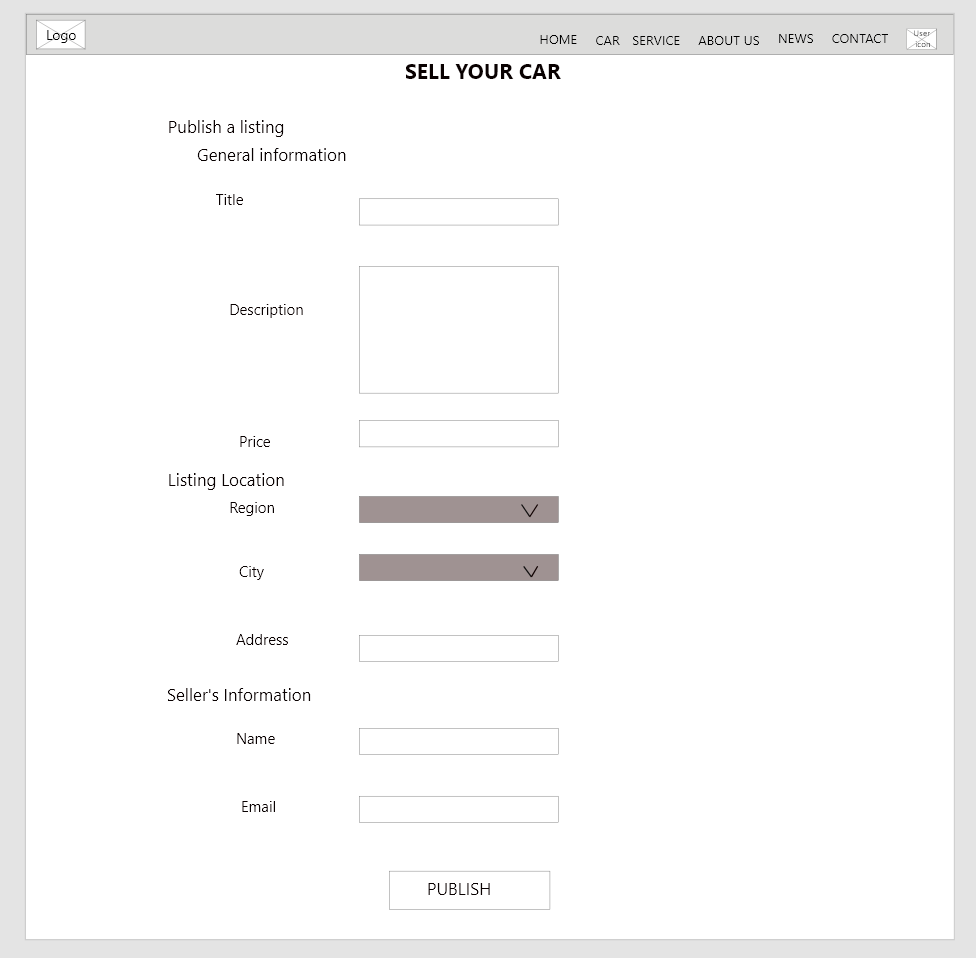 Logo
HOME CAR SERVICE ABOUT US NEWS CONTACT
User
icon
SELL YOUR CAR
Publish a listing
General information
Title
Description
Price
Listing Location
Region
City
Address
Seller's Information
Name
Email
PUBLISH